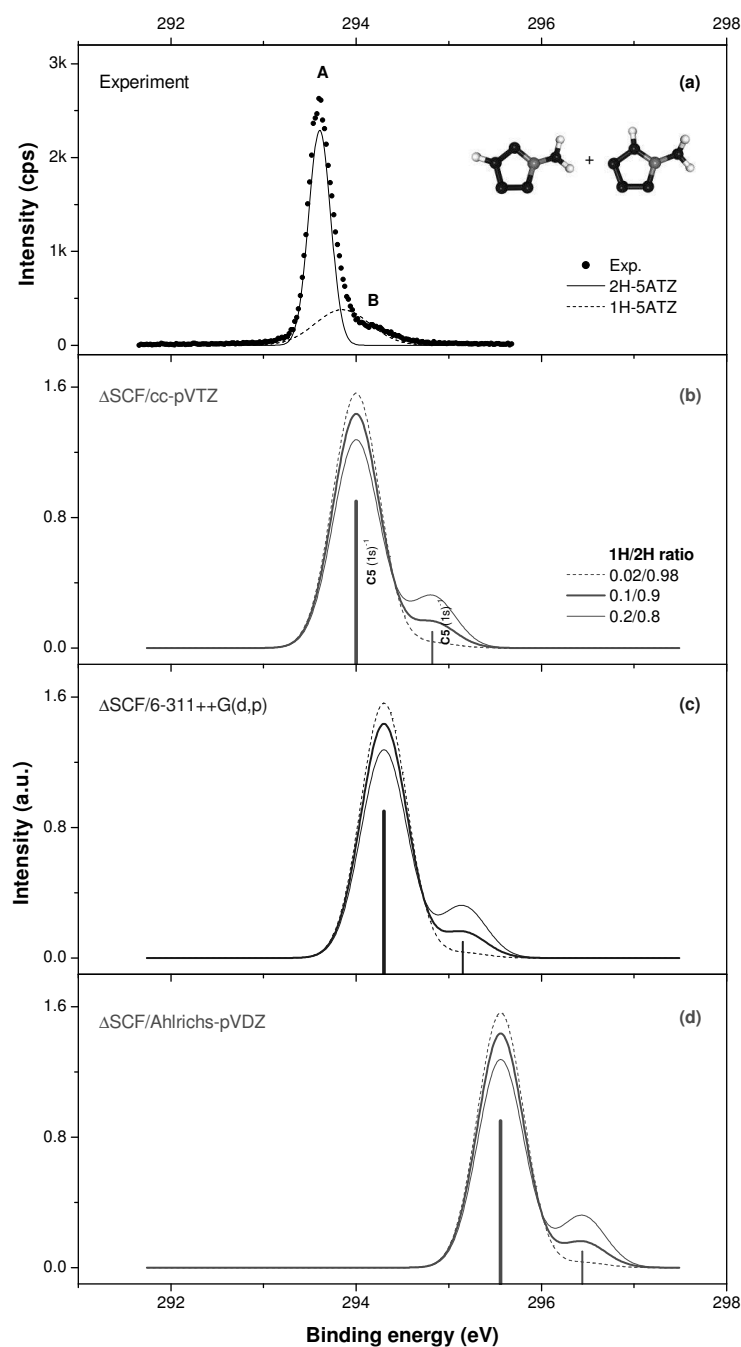 292 294 296 298
3k
2k
1k
0
Intensity (cps)
Experiment
A
(a)
+
B
Exp.
2H-5ATZ
1H-5ATZ
1.6
0.8
0.0
ΔSCF/cc-pVTZ
(b)
C5 (1s)-1
C5 (1s)-1
1H/2H ratio
0.02/0.98
0.1/0.9
0.2/0.8
1.6
0.8
0.0
Intensity (a.u.)
ΔSCF/6-311++G(d,p)
(c)
1.6
0.8
0.0
ΔSCF/Ahlrichs-pVDZ
(d)
292 294 296 298
Binding energy (eV)